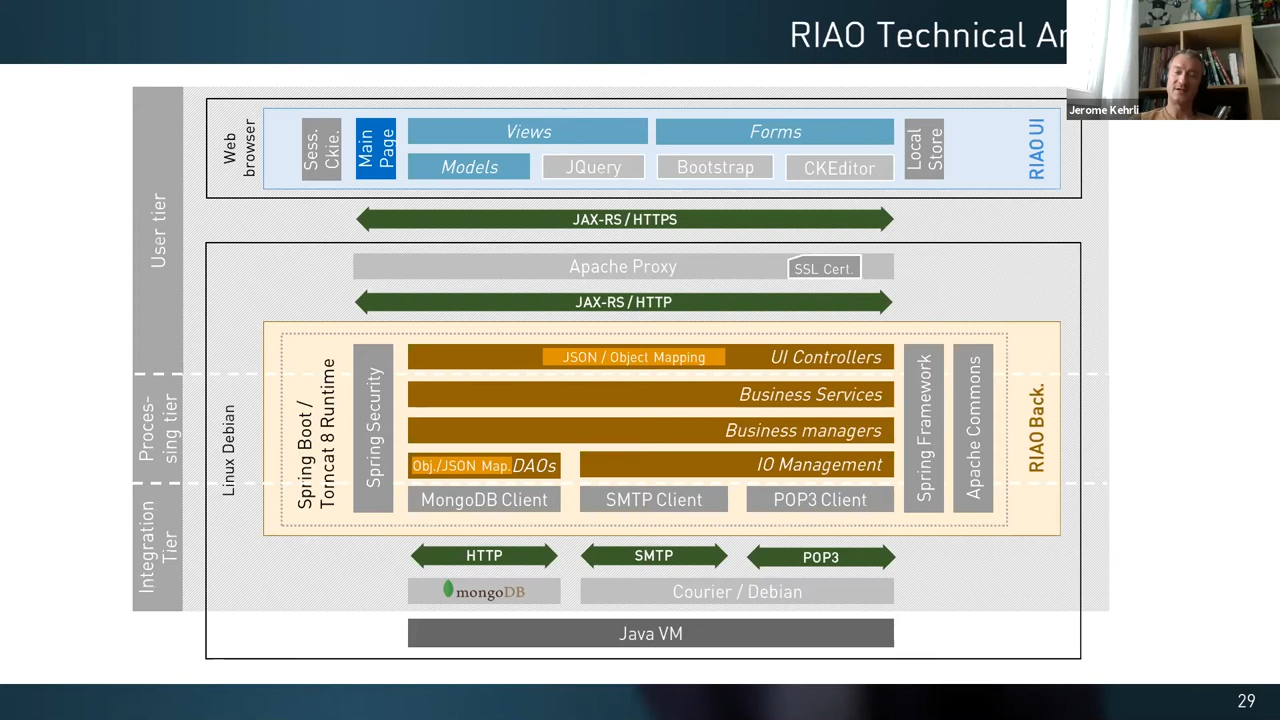 RIAO Technical Ar
Jerome Kehrli
User tier
Proces-
sing tier
Integration
Tier
Web
browser
Sess.
Ckie.
Main
Page
Views
Forms
Models
JQuery
Bootstrap
CKEditor
Local
Store
RIAO UI
JAX-RS / HTTPS
Apache Proxy
SSL Cert.
JAX-RS / HTTP
Linux Debian
Spring Boot /
Torncat 8 Runtime
Spring Security
JSON / Object Mapping
UI Controllers
Business Services
Business managers
Obj./JSON Map.
DAOs
IO Management
MongoDB Client
SMTP Client
POP3 Client
Spring Framework
Apache Commons
RIAO Back.
HTTP
SMTP
POP3
mongoDB
Courier / Debian
Java VM
29